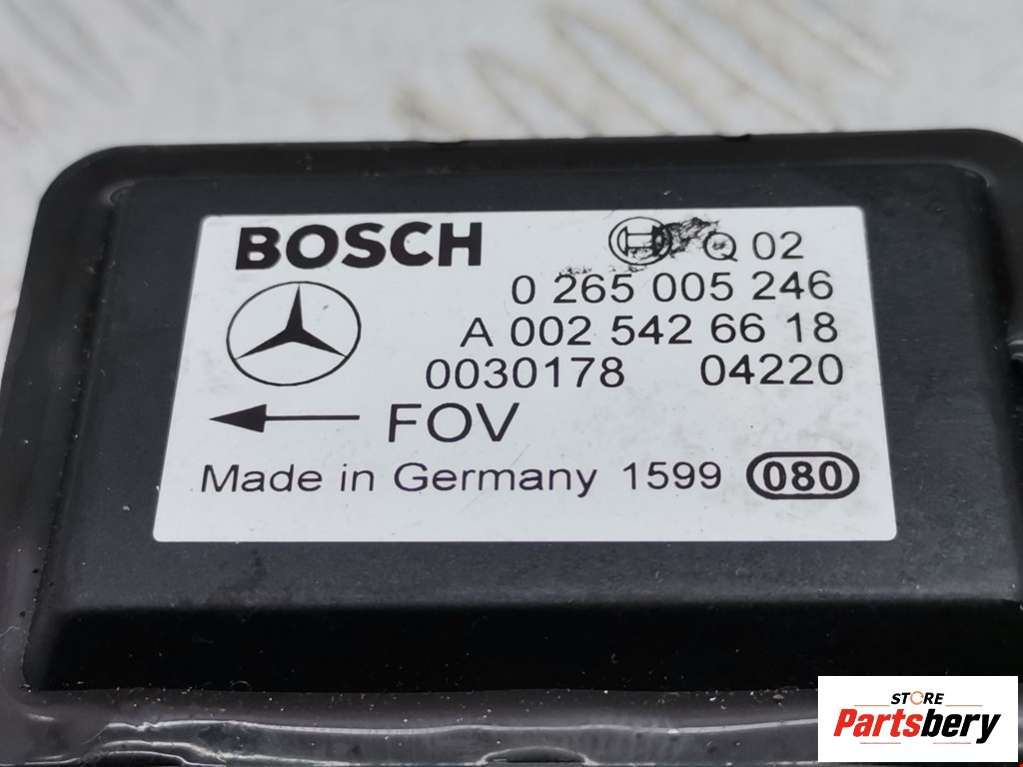 BOSCH Q 02
0 265 005 246
A 002 542 66 18
0030178 04220
FOV
Made in Germany 1599 080
STORE
Partsbery